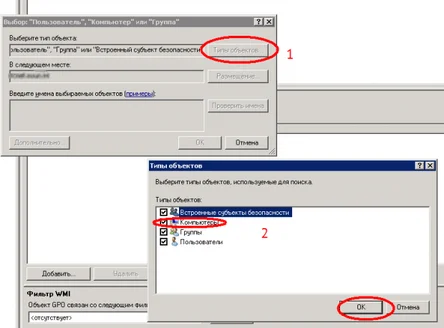 Выбор: "Пользователь", "Компьютер" или "Группа"
Выберите тип объекта:
ользователь", "Группа" или "Встроенный субъект безопасности"
Типы объектов...
1
В следующем месте:
Размещение...
Введите имена выбираемых объектов (примеры):
Проверить имена
Дополнительно...
ОК
Отмена
Типы объектов
Выберите типы объектов, используемые для поиска.
Типы объектов:
Встроенные субъекты безопасности
Компьютеры
Группы
Пользователи
2
ОК
Отмена
Добавить...
Удалить
Фильтр WMI
Объект GPO связан со следующим фил
<отсутствует>